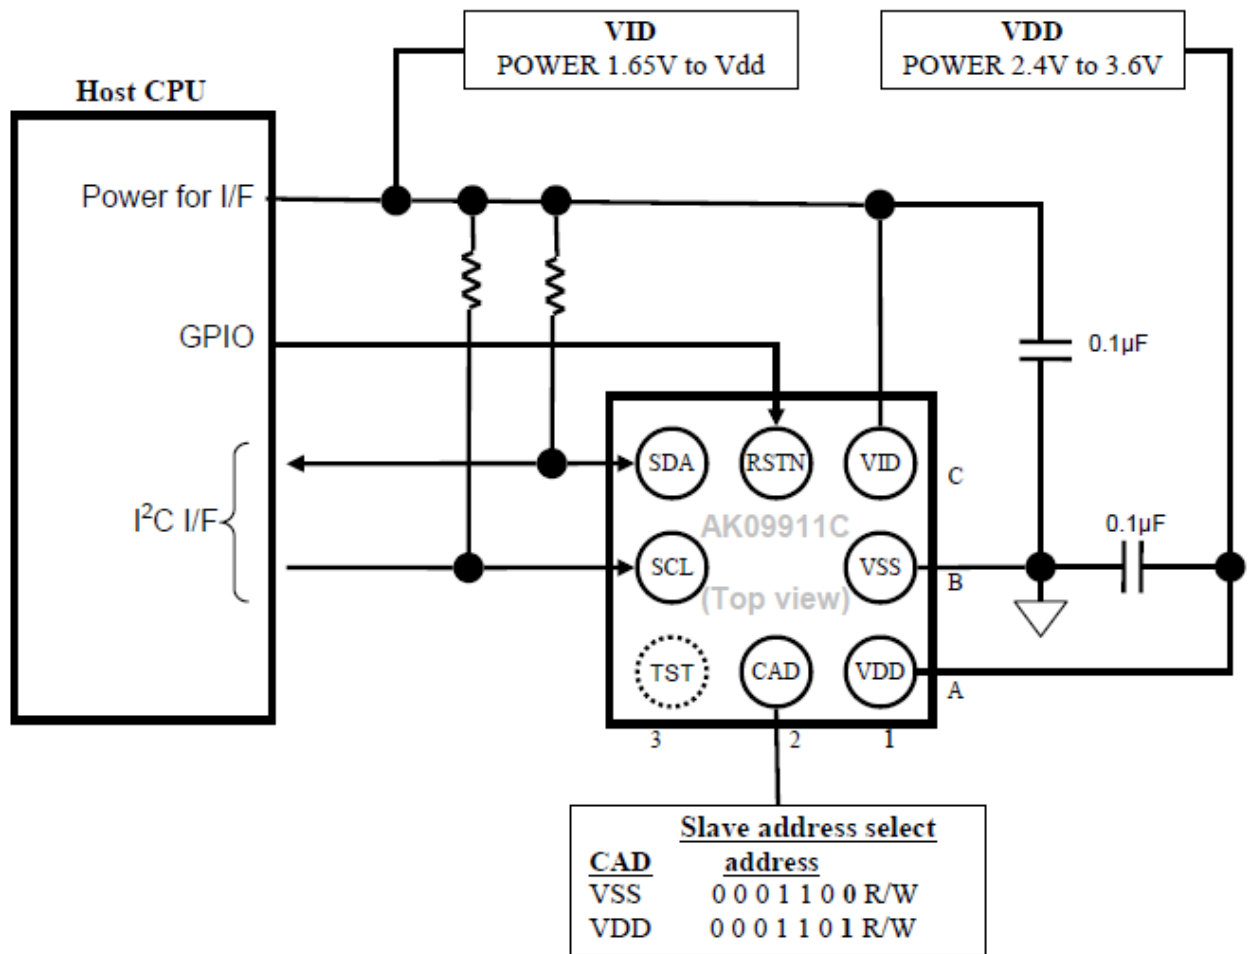 VID
POWER 1.65V to Vdd
VDD
POWER 2.4V to 3.6V
Host CPU
Power for I/F
GPIO
0.1µF
SDA
RSTN
VID
C
I²C I/F
AK09911C
0.1µF
SCL
VSS
B
(Top view)
TST
CAD
VDD
A
3
2
1
Slave address select
CAD address
VSS 0 0 0 1 1 0 0 R/W
VDD 0 0 0 1 1 0 1 R/W